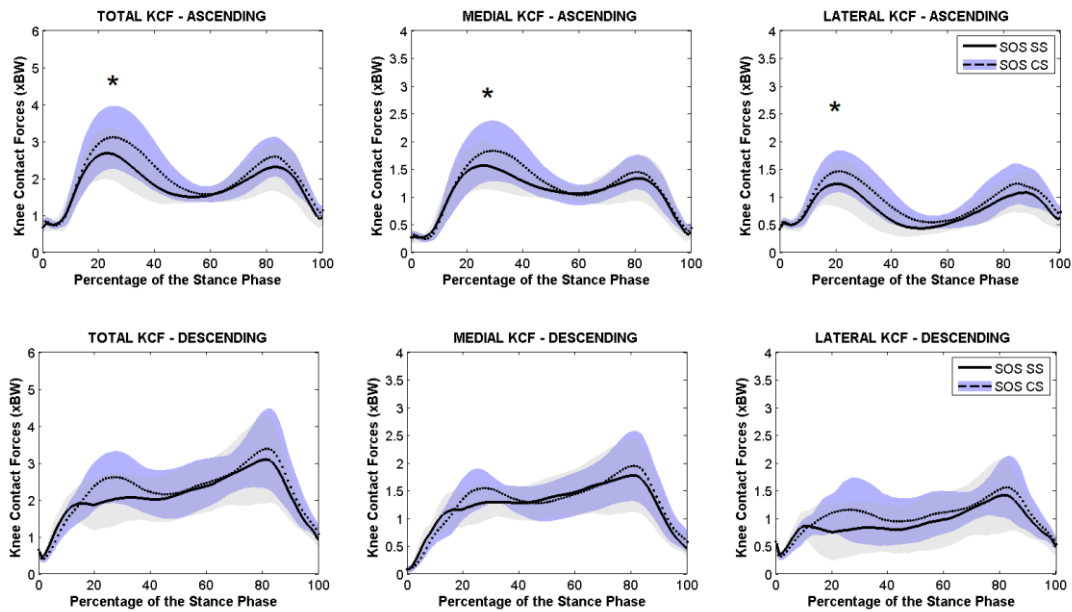 TOTAL KCF - ASCENDING
Knee Contact Forces (xBW)
6
5
4
3
2
1
0
*
0 20 40 60 80 100
Percentage of the Stance Phase
MEDIAL KCF - ASCENDING
Knee Contact Forces (xBW)
4
3.5
3
2.5
2
1.5
1
0.5
0
*
0 20 40 60 80 100
Percentage of the Stance Phase
LATERAL KCF - ASCENDING
Knee Contact Forces (xBW)
4
3.5
3
2.5
2
1.5
1
0.5
0
SOS SS
SOS CS
*
0 20 40 60 80 100
Percentage of the Stance Phase
TOTAL KCF - DESCENDING
Knee Contact Forces (xBW)
6
5
4
3
2
1
0
0 20 40 60 80 100
Percentage of the Stance Phase
MEDIAL KCF - DESCENDING
Knee Contact Forces (xBW)
4
3.5
3
2.5
2
1.5
1
0.5
0
0 20 40 60 80 100
Percentage of the Stance Phase
LATERAL KCF - DESCENDING
Knee Contact Forces (xBW)
4
3.5
3
2.5
2
1.5
1
0.5
0
SOS SS
SOS CS
0 20 40 60 80 100
Percentage of the Stance Phase